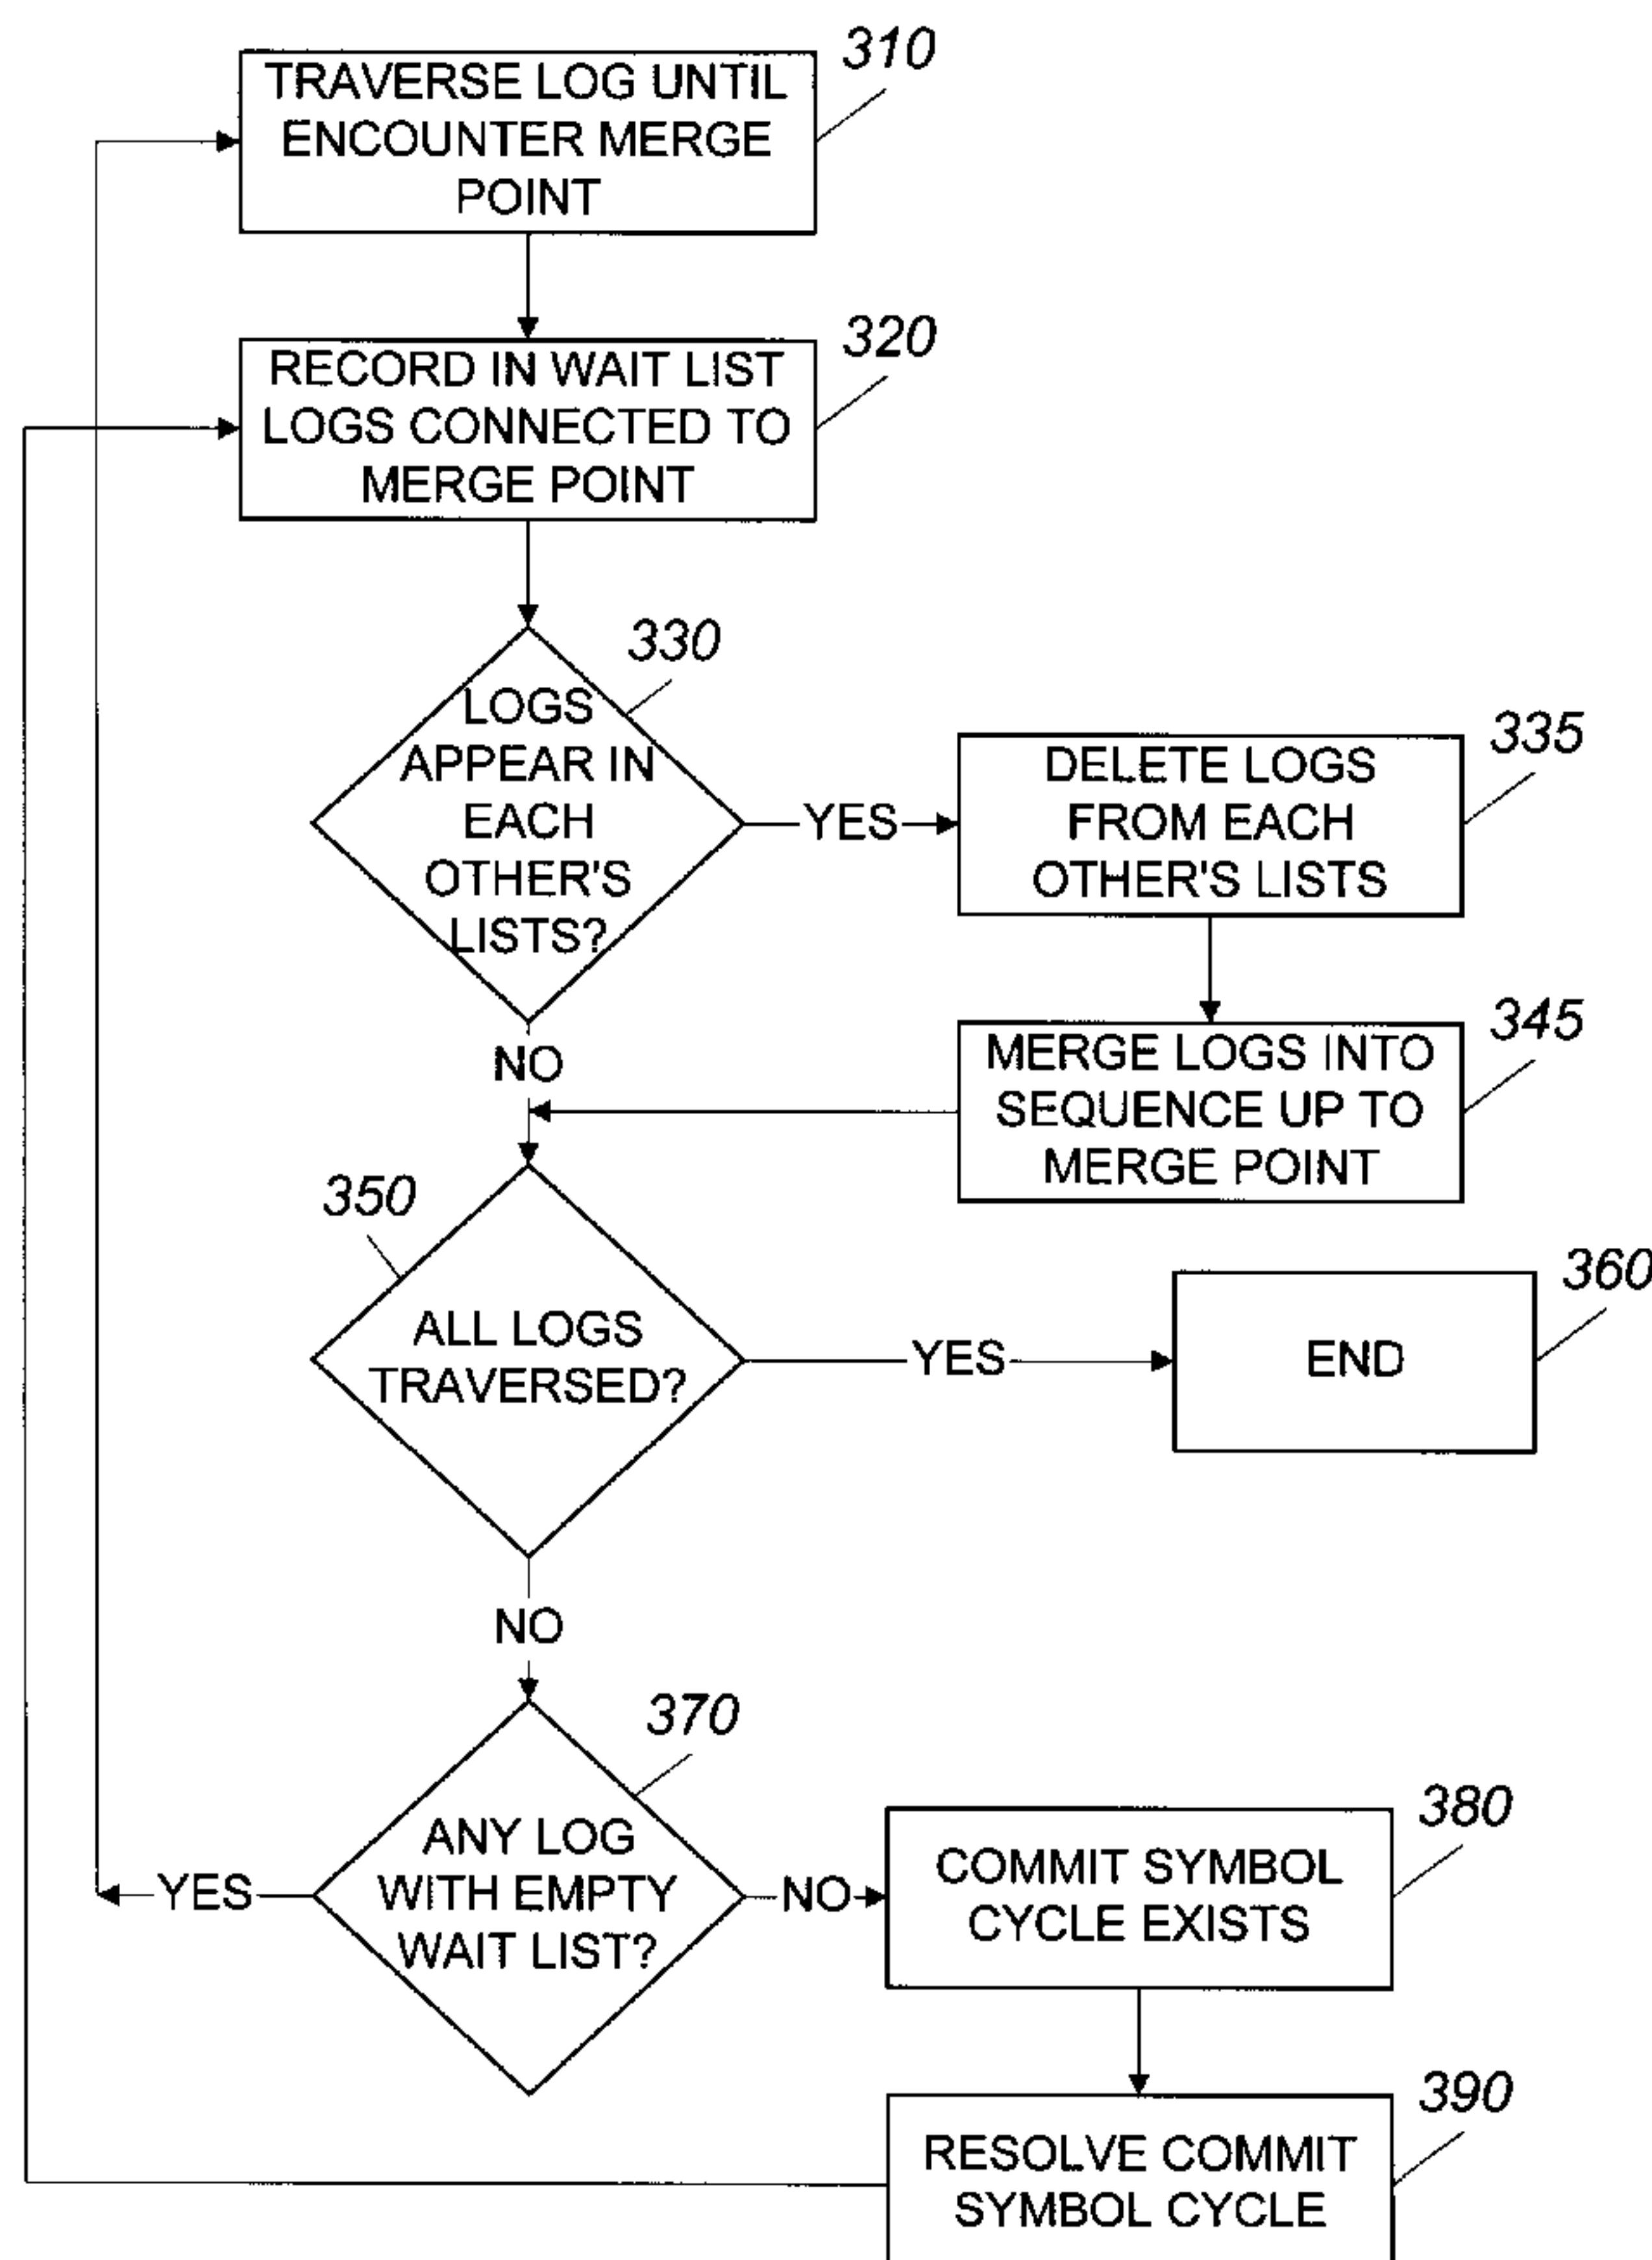 310
TRAVERSE LOG UNTIL
ENCOUNTER MERGE
POINT
320
RECORD IN WAIT LIST
LOGS CONNECTED TO
MERGE POINT
330
LOGS
APPEAR IN
EACH
OTHER'S
LISTS?
YES
335
DELETE LOGS
FROM EACH
OTHER'S LISTS
NO
345
MERGE LOGS INTO
SEQUENCE UP TO
MERGE POINT
350
ALL LOGS
TRAVERSED?
YES
360
END
NO
370
ANY LOG
WITH EMPTY
WAIT LIST?
YES
NO
380
COMMIT SYMBOL
CYCLE EXISTS
390
RESOLVE COMMIT
SYMBOL CYCLE